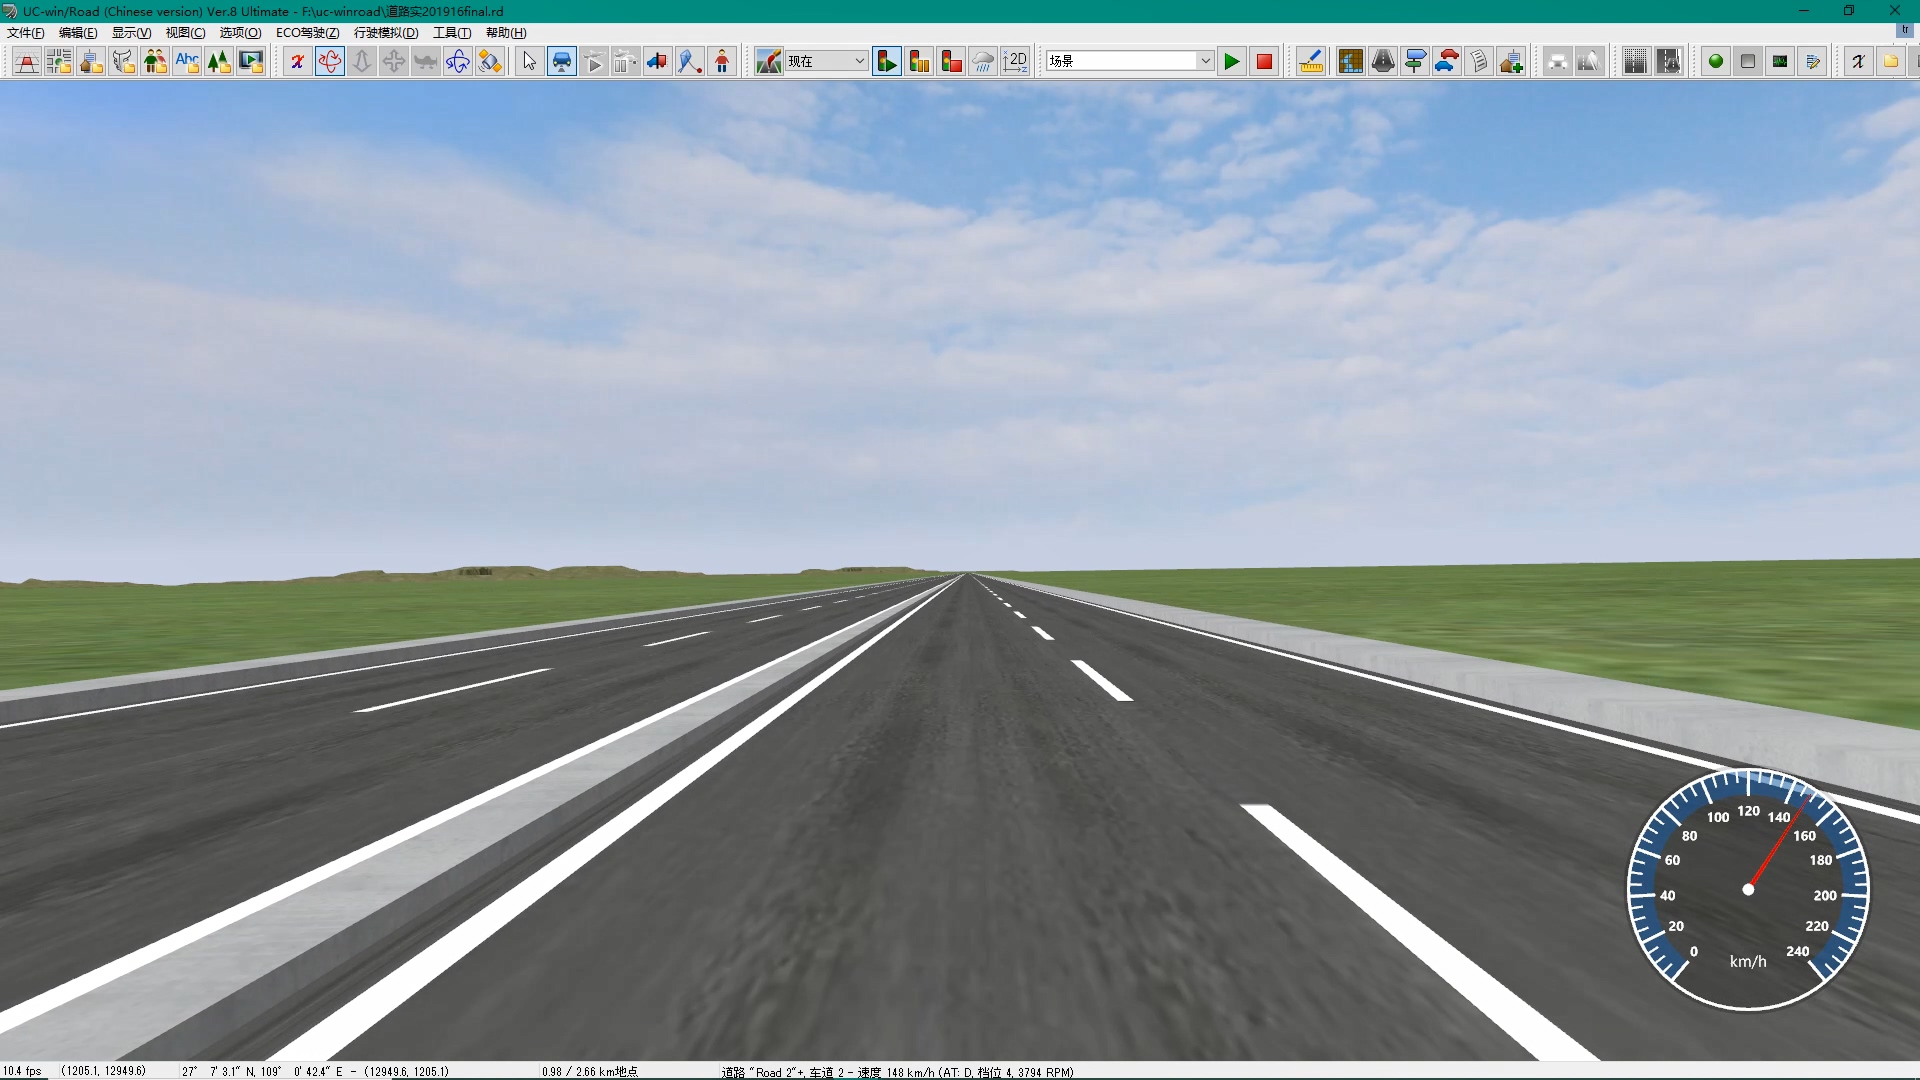 UC-win/Road (Chinese version) Ver.8 Ultimate - F:\uc-winroad\道路实201916final.rd
文件(F) 编辑(E) 显示(V) 视图(C) 选项(O) ECO驾驶(Z) 行驶模拟(D) 工具(T) 帮助(H)
Abc 现在 2D 场景
0 20 40 60 80 100 120 140 160 180 200 220 240
km/h
10.4 fps (1205.1, 12949.6) 27° 7' 3.1" N, 109° 0' 42.4" E - (12949.6, 1205.1) 0.98 / 2.66 km地点 道路 "Road 2"+, 车道 2 - 速度 148 km/h (AT: D, 档位 4, 3794 RPM)